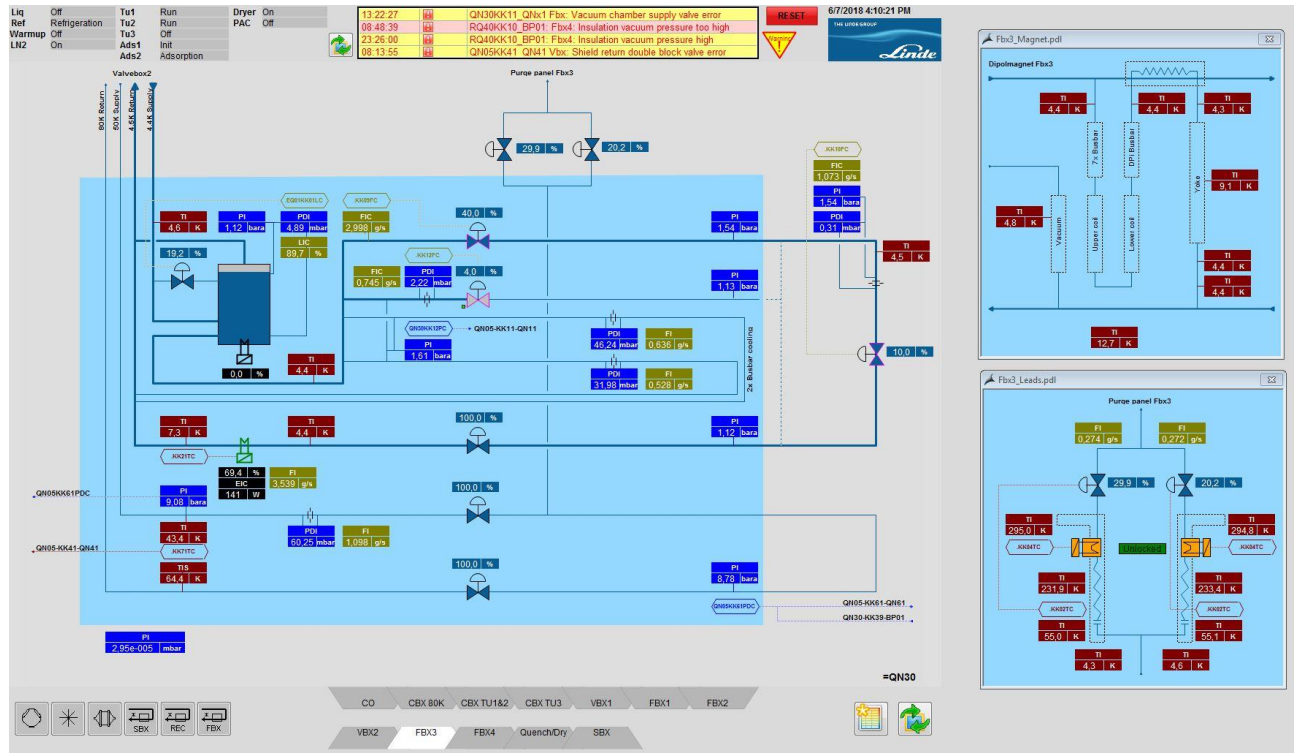 Liq Off Tu1 Run Dryer On
Ref Refrigeration Tu2 Run PAC Off
Warmup Off Tu3 Off
LN2 On Ads1 Init
Ads2 Adsorption
13:22:27 QN30KK11_QNx1 Fbx: Vacuum chamber supply valve error
08:48:39 RQ40KK10_BP01: Fbx4: Insulation vacuum pressure too high
23:26:00 RQ40KK10_BP01: Fbx4: Insulation vacuum pressure high
08:13:55 QN05KK41_QN41 Vbx: Shield return double block valve error
RESET
Warning
6/7/2018 4:10:21 PM
THE LINDE GROUP
Linde
Valvebox2
80K Return
50K Supply
4.5K Return
4.4K Supply
Purge panel Fbx3
29,9 % 20,2 %
KK10FC
FIC
1,073 g/s
PI
1,54 bara
PDI
0,31 mbar
EG01KK01LC KK09FC
TI
4,6 K
PI
1,12 bara
PDI
4,89 mbar
LIC
89,7 %
FIC
2,998 g/s
40,0 %
PI
1,54 bara
TI
4,5 K
19,2 %
KK12FC
FIC
0,745 g/s
PDI
2,22 mbar
4,0 %
PI
1,13 bara
QN30KK12PC QN05-KK11-QN11
PI
1,61 bara
PDI
46,24 mbar
FI
0,636 g/s
PDI
31,98 mbar
FI
0,528 g/s
2x Busbar cooling
10,0 %
0,0 %
TI
4,4 K
TI
7,3 K
TI
4,4 K
100,0 %
PI
1,12 bara
KK21TC
69,4 %
EIC
141 W
FI
3,539 g/s
QN05KK61PDC
PI
9,08 bara
100,0 %
TI
43,4 K
PDI
60,25 mbar
FI
1,098 g/s
QN05-KK41-QN41
KK71TC
TIS
64,4 K
100,0 %
PI
8,78 bara
QN05KK61PDC
QN05-KK61-QN61
QN30-KK39-BP01
PI
2,95e-005 mbar
=QN30
SBX REC FBX
CO CBX 80K CBX TU1&2 CBX TU3 VBX1 FBX1 FBX2
VBX2 FBX3 FBX4 Quench/Dry SBX
Fbx3_Magnet.pdl
Dipolmagnet Fbx3
TI
4,4 K
TI
4,4 K
TI
4,3 K
7x Busbar
DPI Busbar
Yoke
TI
9,1 K
TI
4,8 K
Vacuum
Upper coil
Lower coil
TI
4,4 K
TI
4,4 K
TI
12,7 K
Fbx3_Leads.pdl
Purge panel Fbx3
FI
0,274 g/s
FI
0,272 g/s
29,9 % 20,2 %
TI
295,0 K
TI
294,8 K
KK04TC Unlocked KK04TC
TI
231,9 K
TI
233,4 K
KK02TC KK02TC
TI
55,0 K
TI
55,1 K
TI
4,3 K
TI
4,6 K